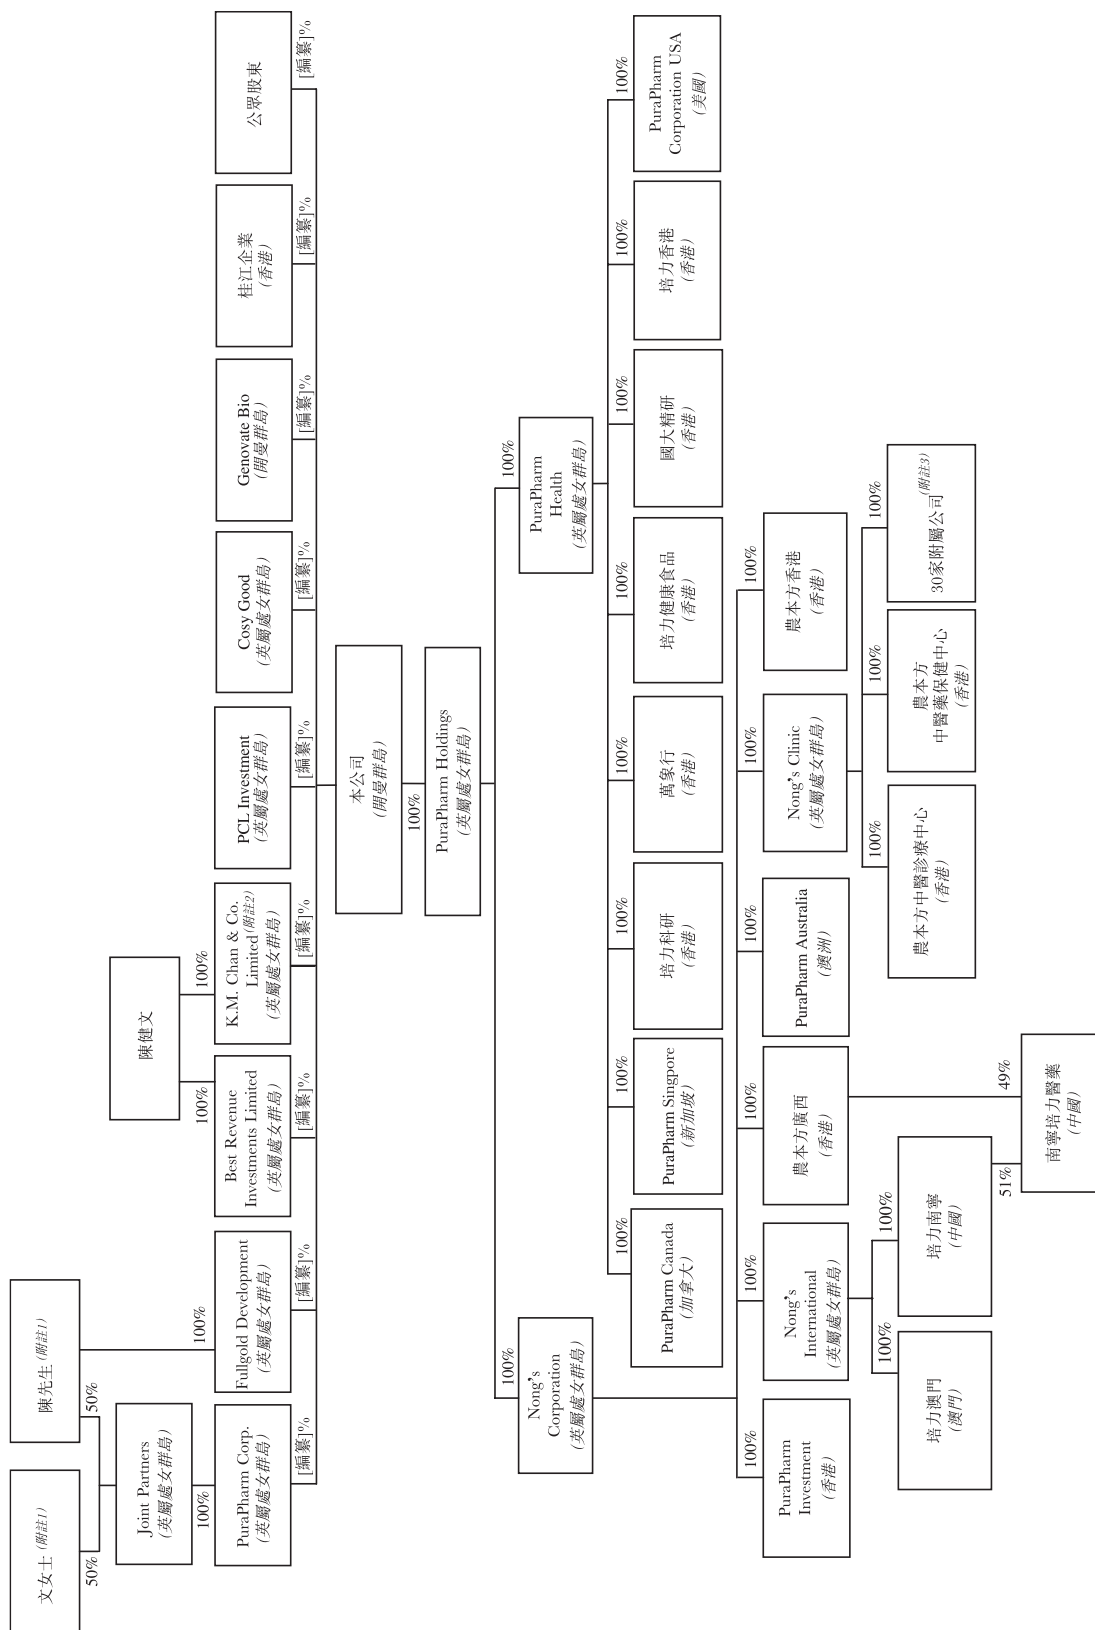 文女士(附註1)
陳先生(附註1)
50%
50%
陳健文
Joint Partners
(英屬處女群島)
100%
100%
100%
100%
PuraPharm Corp.
(英屬處女群島)
Fullgold Development
(英屬處女群島)
Best Revenue
Investments Limited
(英屬處女群島)
K.M. Chan & Co.
Limited(附註2)
(英屬處女群島)
PCL Investment
(英屬處女群島)
Cosy Good
(英屬處女群島)
Genovate Bio
(開曼群島)
桂江企業
(香港)
公眾股東
[編纂]%
[編纂]%
[編纂]%
[編纂]%
[編纂]%
[編纂]%
[編纂]%
[編纂]%
[編纂]%
本公司
(開曼群島)
100%
PuraPharm Holdings
(英屬處女群島)
100%
100%
Nong's
Corporation
(英屬處女群島)
PuraPharm
Health
(英屬處女群島)
100%
100%
100%
100%
100%
100%
100%
100%
PuraPharm Canada
(加拿大)
PuraPharm Singpore
(新加坡)
培力科研
(香港)
萬象行
(香港)
培力健康食品
(香港)
國大精研
(香港)
培力香港
(香港)
PuraPharm
Corporation USA
(美國)
100%
100%
100%
100%
100%
100%
PuraPharm
Investment
(香港)
Nong's
International
(英屬處女群島)
農本方廣西
(香港)
PuraPharm Australia
(澳洲)
Nong's Clinic
(英屬處女群島)
農本方香港
(香港)
100%
100%
100%
100%
100%
培力澳門
(澳門)
培力南寧
(中國)
農本方中醫診療中心
(香港)
農本方
中醫藥保健中心
(香港)
30家附屬公司(附註3)
51%
49%
南寧培力醫藥
(中國)